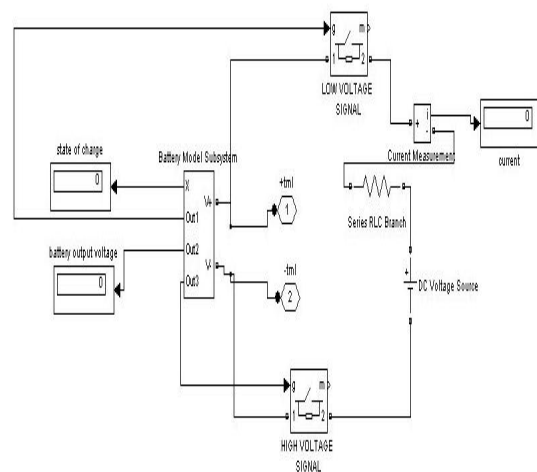 g m
1 2
LOW VOLTAGE
SIGNAL
+ i
-
0
Current Measurement
current
state of change
0
Battery Model Subsystem
X
V+
Out1
Out2
V-
Out3
+tml
1
Series RLC Branch
battery output voltage
0
-tml
2
+
DC Voltage Source
g m
1 2
HIGH VOLTAGE
SIGNAL